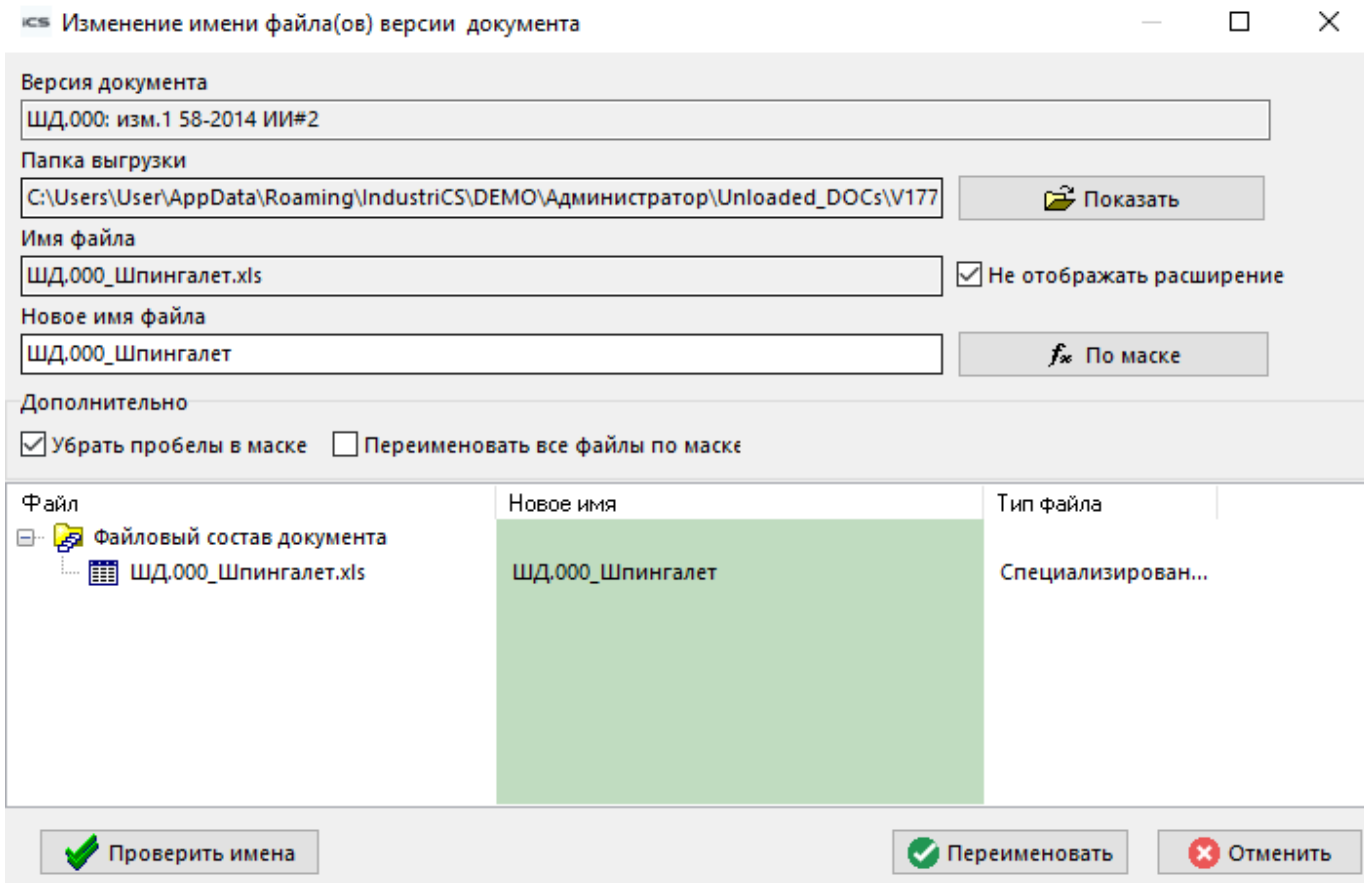 iCS Изменение имени файла(ов) версии документа
Версия документа
ШД.000: изм.1 58-2014 ИИ#2
Папка выгрузки
C:\Users\User\AppData\Roaming\IndustriCS\DEMO\Администратор\Unloaded_DOCs\V177 Показать
Имя файла
ШД.000_Шпингалет.xls Не отображать расширение
Новое имя файла
ШД.000_Шпингалет fx По маске
Дополнительно
Убрать пробелы в маске Переименовать все файлы по маске
Файл Новое имя Тип файла
Файловый состав документа
ШД.000_Шпингалет.xls ШД.000_Шпингалет Специализирован...
Проверить имена Переименовать Отменить